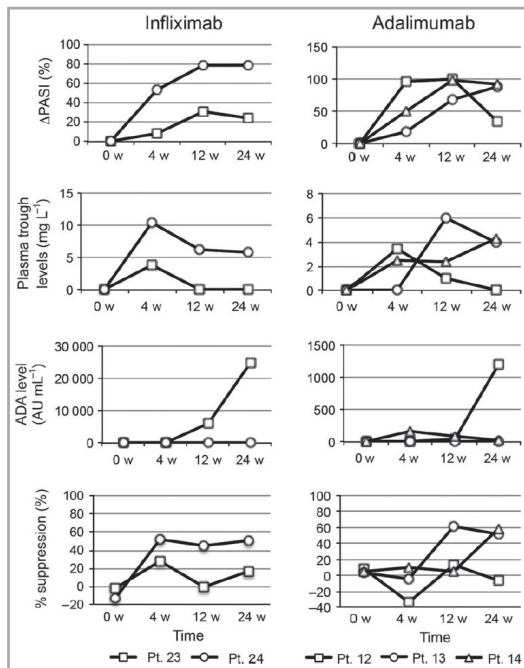 Infliximab
Adalimumab
ΔPASI (%)
100
80
60
40
20
0
0 w 4 w 12 w 24 w
150
100
50
0
0 w 4 w 12 w 24 w
Plasma trough
levels (mg L⁻¹)
15
10
5
0
0 w 4 w 12 w 24 w
8
6
4
2
0
0 w 4 w 12 w 24 w
ADA level
(AU mL⁻¹)
30 000
20 000
10 000
0
0 w 4 w 12 w 24 w
1500
1000
500
0
0 w 4 w 12 w 24 w
% suppression (%)
100
80
60
40
20
0
−20
0 w 4 w 12 w 24 w
Time
100
80
60
40
20
0
−20
−40
0 w 4 w 12 w 24 w
Time
Pt. 23 Pt. 24
Pt. 12 Pt. 13 Pt. 14